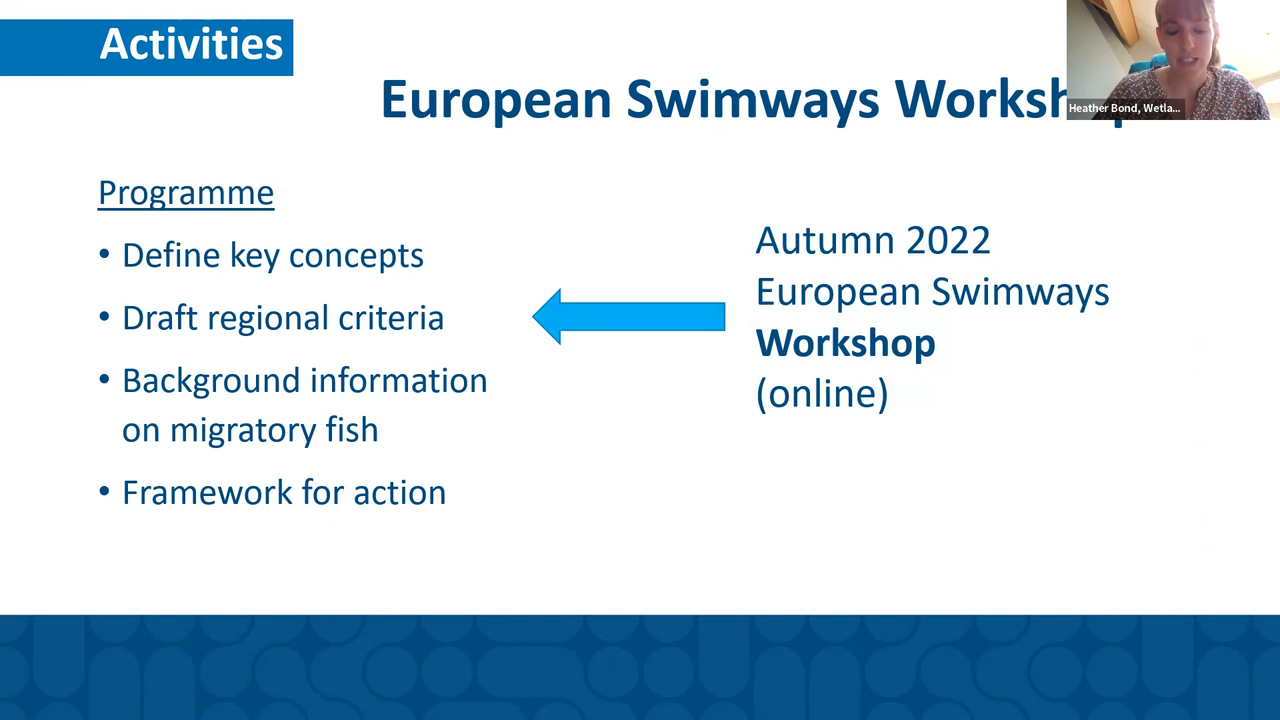 Activities
European Swimways Worksh
Heather Bond, Wetla...
Programme
• Define key concepts
• Draft regional criteria
• Background information
on migratory fish
• Framework for action
Autumn 2022
European Swimways
Workshop
(online)